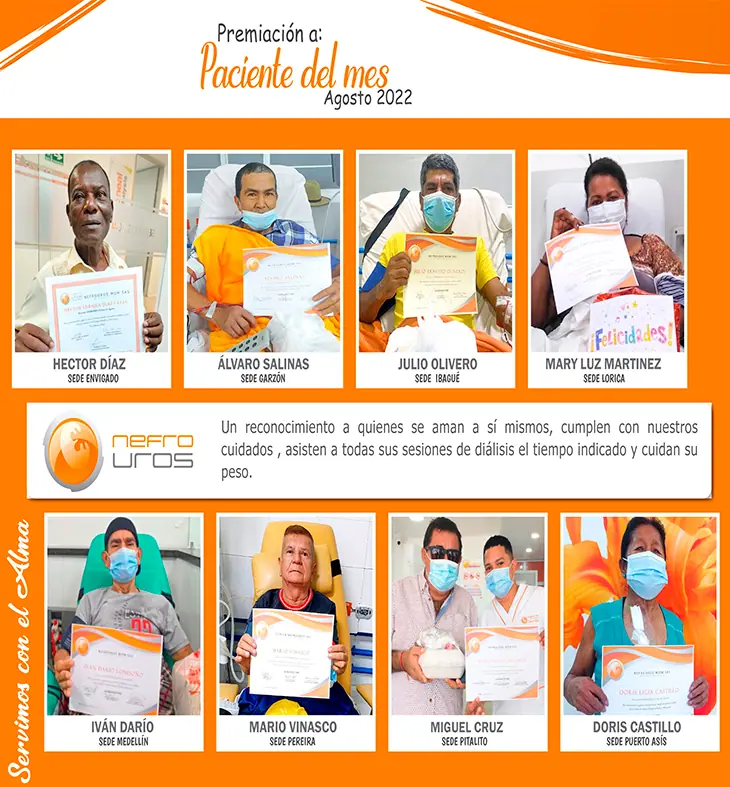 Premiación a:
Paciente del mes
Agosto 2022
HECTOR DÍAZ
SEDE ENVIGADO
ÁLVARO SALINAS
SEDE GARZÓN
JULIO OLIVERO
SEDE IBAGUÉ
MARY LUZ MARTINEZ
SEDE LORICA
¡Felicidades!
nefro
uros
Un reconocimiento a quienes se aman a sí mismos, cumplen con nuestros
cuidados , asisten a todas sus sesiones de diálisis el tiempo indicado y cuidan su
peso.
Servimos con el Alma
IVÁN DARÍO
SEDE MEDELLÍN
MARIO VINASCO
SEDE PEREIRA
MIGUEL CRUZ
SEDE PITALITO
DORIS CASTILLO
SEDE PUERTO ASÍS